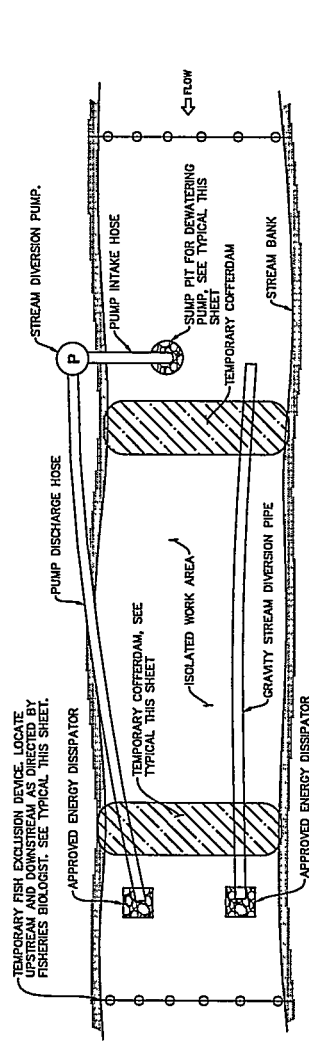 TEMPORARY FISH EXCLUSION DEVICE. LOCATE
UPSTREAM AND DOWNSTREAM AS DIRECTED BY
FISHERIES BIOLOGIST. SEE TYPICAL THIS SHEET.
APPROVED ENERGY DISSIPATOR
TEMPORARY COFFERDAM, SEE
TYPICAL THIS SHEET
PUMP DISCHARGE HOSE
ISOLATED WORK AREA
GRAVITY STREAM DIVERSION PIPE
APPROVED ENERGY DISSIPATOR
STREAM DIVERSION PUMP.
P
PUMP INTAKE HOSE
SUMP PIT FOR DEWATERING
PUMP, SEE TYPICAL THIS
SHEET
TEMPORARY COFFERDAM
STREAM BANK
FLOW